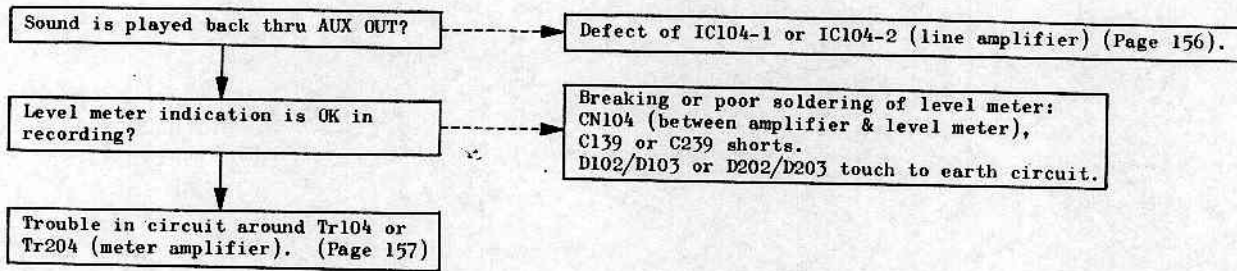 Sound is played back thru AUX OUT?
Defect of IC104-1 or IC104-2 (line amplifier) (Page 156).
Level meter indication is OK in
recording?
Breaking or poor soldering of level meter:
CN104 (between amplifier & level meter),
C139 or C239 shorts.
D102/D103 or D202/D203 touch to earth circuit.
Trouble in circuit around Tr104 or
Tr204 (meter amplifier). (Page 157)